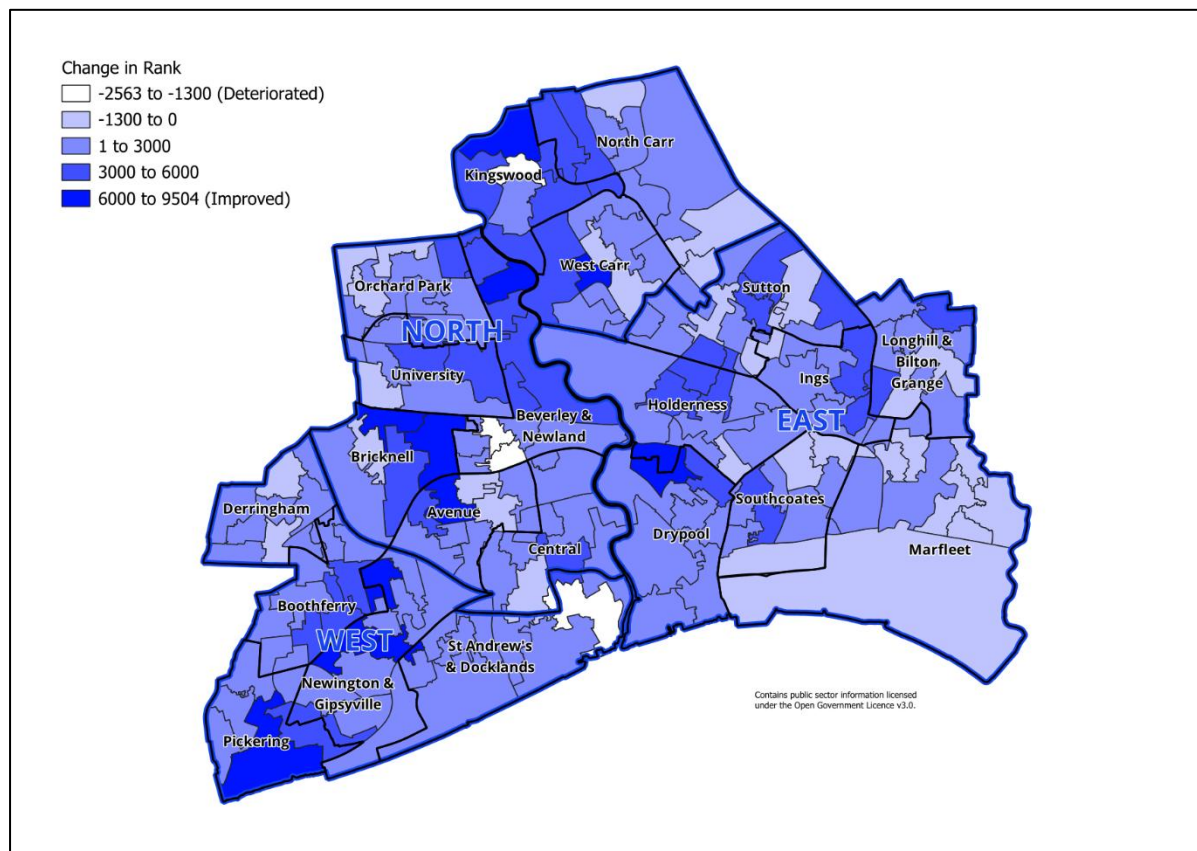 Change in Rank
-2563 to -1300 (Deteriorated)
-1300 to 0
1 to 3000
3000 to 6000
6000 to 9504 (Improved)
North Carr
Kingswood
West Carr
Orchard Park
Sutton
NORTH
Longhill &
Bilton
Grange
University
Ings
Holderness
Beverley &
Newland
EAST
Bricknell
Derringham
Avenue
Southcoates
Central
Drypool
Marfleet
Boothferry
WEST
St Andrew's
& Docklands
Newington &
Gipsyville
Pickering
Contains public sector information licensed
under the Open Government Licence v3.0.